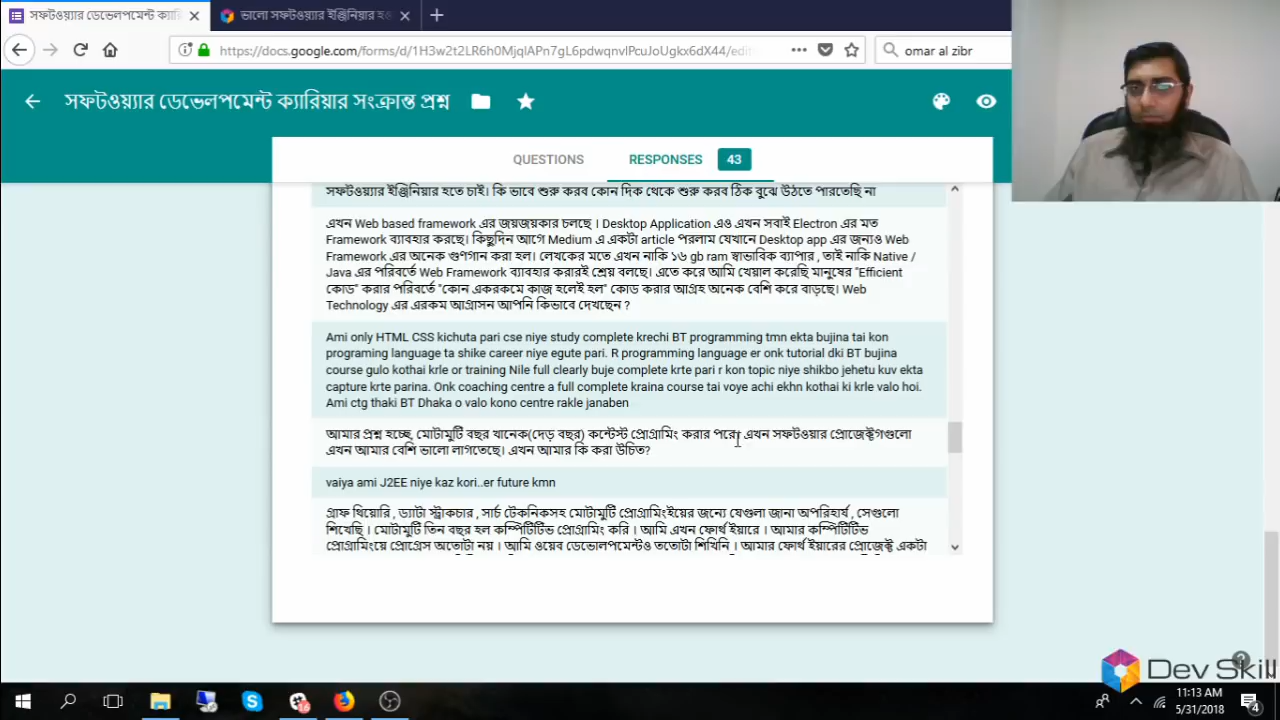 সফটওয়্যার ডেভেলপমেন্ট ক্যারি
ভালো সফটওয়্যার ইঞ্জিনিয়ার হও
https://docs.google.com/forms/d/1H3w2t2LR6h0MjqlAPn7gL6pdwqnvlPcuJoUgkx6dX44/edi
omar al zibr
সফটওয়্যার ডেভেলপমেন্ট ক্যারিয়ার সংক্রান্ত প্রশ্ন
QUESTIONS
RESPONSES 43
সফটওয়্যার ইঞ্জিনিয়ার হতে চাই। কি ভাবে শুরু করব কোন দিক থেকে শুরু করব ঠিক বুঝে উঠতে পারতেছি না
এখন Web based framework এর জয়জয়কার চলছে । Desktop Application এও এখন সবাই Electron এর মত
Framework ব্যাবহার করছে। কিছুদিন আগে Medium এ একটা article পরলাম যেখানে Desktop app এর জন্যও Web
Framework এর অনেক গুণগান করা হল। লেখকের মতে এখন নাকি ১৬ gb ram স্বাভাবিক ব্যাপার , তাই নাকি Native /
Java এর পরিবর্তে Web Framework ব্যাবহার করারই শ্রেয় বলছে। এতে করে আমি খেয়াল করেছি মানুষের "Efficient
কোড" করার পরিবর্তে "কোন একরকমে কাজ হলেই হল" কোড করার আগ্রহ অনেক বেশি করে বাড়ছে। Web
Technology এর এরকম আগ্রাসন আপনি কিভাবে দেখছেন ?
Ami only HTML CSS kichuta pari cse niye study complete krechi BT programming tmn ekta bujina tai kon
programing language ta shike career niye egute pari. R programming language er onk tutorial dki BT bujina
course gulo kothai krle or training Nile full clearly buje complete krte pari r kon topic niye shikbo jehetu kuv ekta
capture krte parina. Onk coaching centre a full complete kraina course tai voye achi ekhn kothai ki krle valo hoi.
Ami ctg thaki BT Dhaka o valo kono centre rakle janaben
আমার প্রশ্ন হচ্ছে, মোটামুটি বছর খানেক(দেড় বছর) কন্টেস্ট প্রোগ্রামিং করার পরে। এখন সফটওয়ার প্রোজেক্টগগুলো
এখন আমার বেশি ভালো লাগতেছে। এখন আমার কি করা উচিত?
vaiya ami J2EE niye kaz kori..er future kmn
গ্রাফ থিয়োরি , ড্যাটা স্ট্রাকচার , সার্চ টেকনিকসহ মোটামুটি প্রোগ্রামিংইয়ের জন্যে যেগুলা জানা অপরিহার্য , সেগুলো
শিখেছি । মোটামুটি তিন বছর হল কম্পিটিটিভ প্রোগ্রামিং করি । আমি এখন ফোর্থ ইয়ারে । আমার কম্পিটিটিভ
প্রোগ্রামিংয়ে প্রোগ্রেস অতোটা নয় । আমি ওয়েব ডেভোলপমেন্টও ততোটা শিখিনি । আমার ফোর্থ ইয়ারের প্রোজেক্ট একটা
Dev Skill
11:13 AM
5/31/2018
4